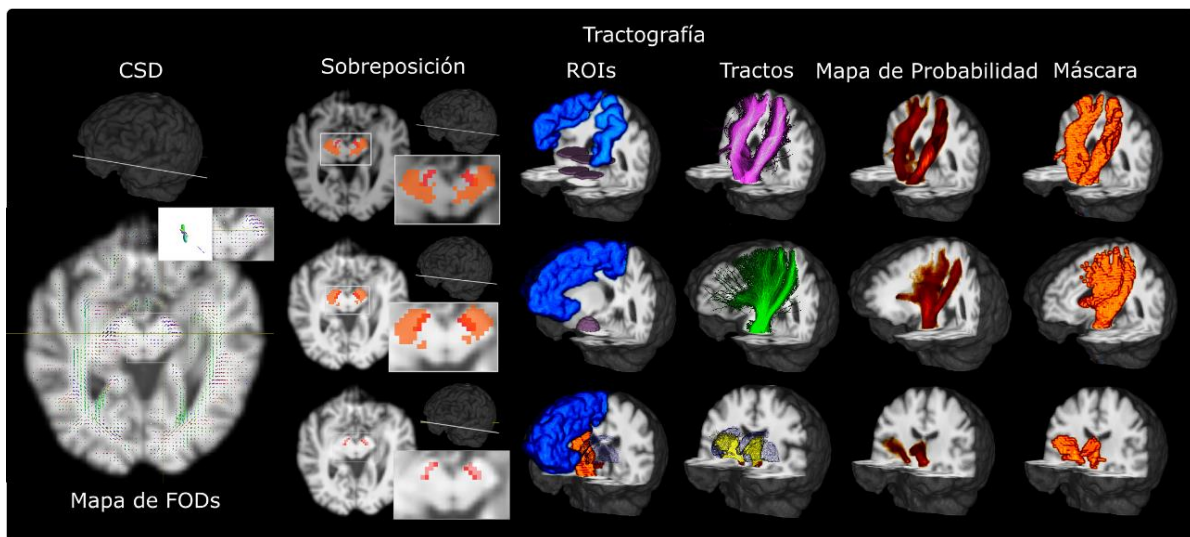 Tractografía
CSD
Sobreposición
ROIs
Tractos
Mapa de Probabilidad
Máscara
Mapa de FODs